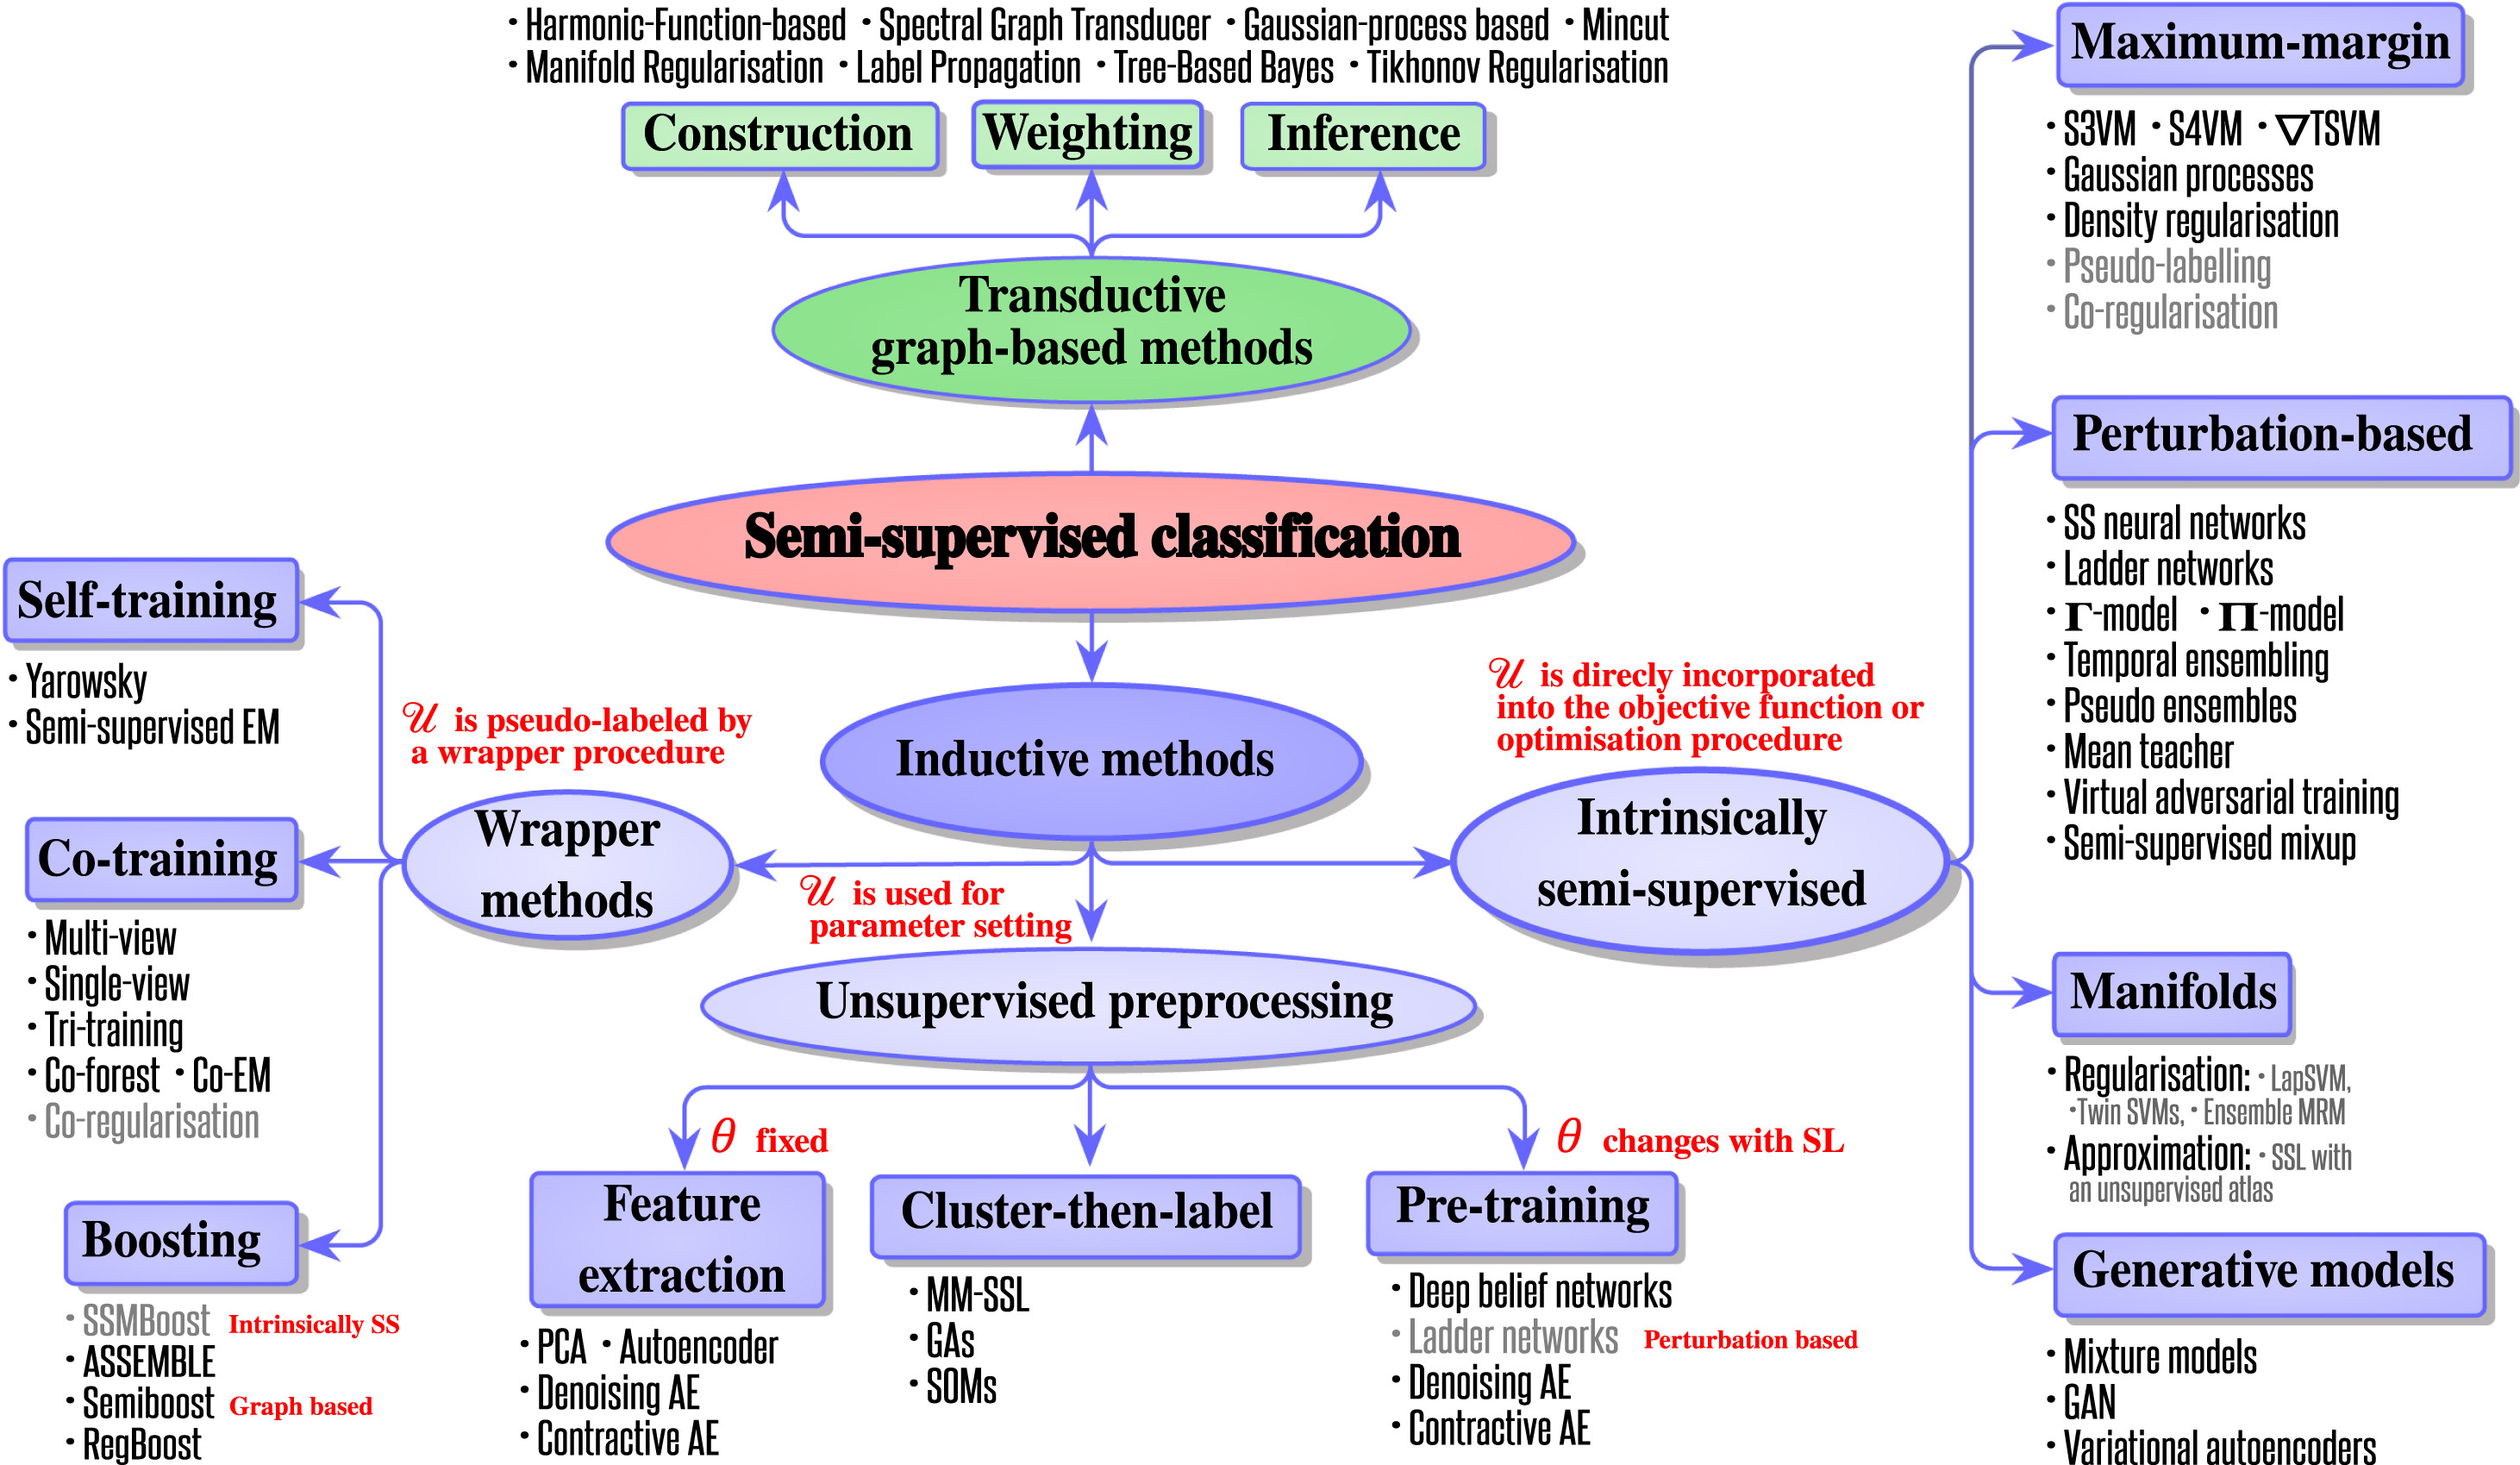 • Harmonic-Function-based • Spectral Graph Transducer • Gaussian-process based • Mincut
• Manifold Regularisation • Label Propagation • Tree-Based Bayes • Tikhonov Regularisation
Construction
Weighting
Inference
Transductive
graph-based methods
Semi-supervised classification
Inductive methods
𝒰 is pseudo-labeled by
a wrapper procedure
Wrapper
methods
Self-training
• Yarowsky
• Semi-supervised EM
Co-training
• Multi-view
• Single-view
• Tri-training
• Co-forest • Co-EM
• Co-regularisation
Boosting
• SSMBoost Intrinsically SS
• ASSEMBLE
• Semiboost Graph based
• RegBoost
𝒰 is used for
parameter setting
Unsupervised preprocessing
θ fixed
Feature
extraction
• PCA • Autoencoder
• Denoising AE
• Contractive AE
Cluster-then-label
• MM-SSL
• GAs
• SOMs
θ changes with SL
Pre-training
• Deep belief networks
• Ladder networks Perturbation based
• Denoising AE
• Contractive AE
𝒰 is direcly incorporated
into the objective function or
optimisation procedure
Intrinsically
semi-supervised
Maximum-margin
• S3VM • S4VM • ▽TSVM
• Gaussian processes
• Density regularisation
• Pseudo-labelling
• Co-regularisation
Perturbation-based
• SS neural networks
• Ladder networks
• Γ-model • Π-model
• Temporal ensembling
• Pseudo ensembles
• Mean teacher
• Virtual adversarial training
• Semi-supervised mixup
Manifolds
• Regularisation: • LapSVM,
• Twin SVMs, • Ensemble MRM
• Approximation: • SSL with
an unsupervised atlas
Generative models
• Mixture models
• GAN
• Variational autoencoders